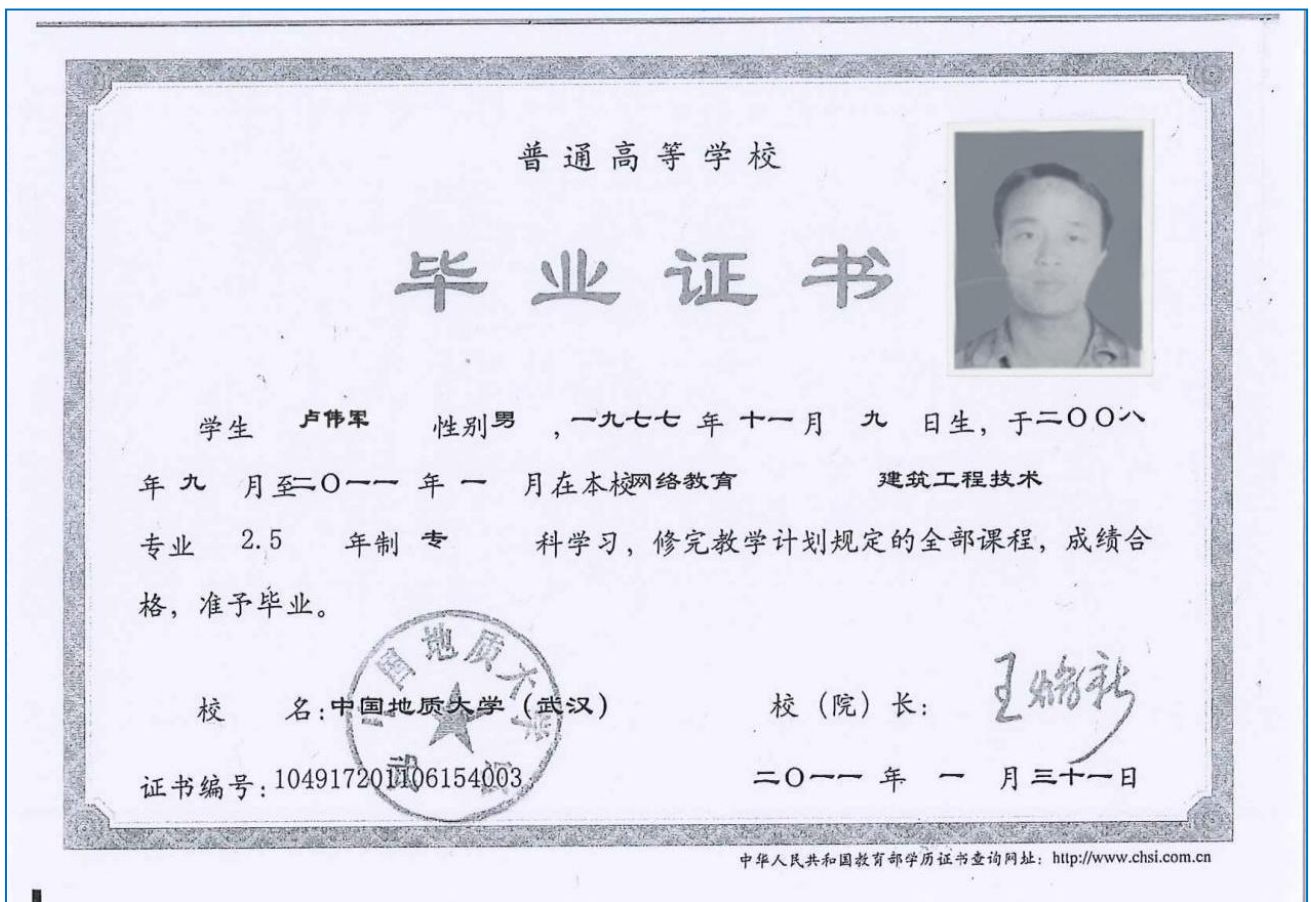 普通高等学校
毕业证书
学生 卢伟军 性别男 ,一九七七 年 十一 月 九 日生, 于二〇〇八
年 九 月至二〇一一 年 一 月在本校网络教育 建筑工程技术
专业 2.5 年制 专 科学习, 修完教学计划规定的全部课程, 成绩合
格, 准予毕业。
校 名:中国地质大学(武汉) 校(院)长:
证书编号:104917201106154003 二〇一一 年 一 月三十一日
中华人民共和国教育部学历证书查询网址: http://www.chsi.com.cn